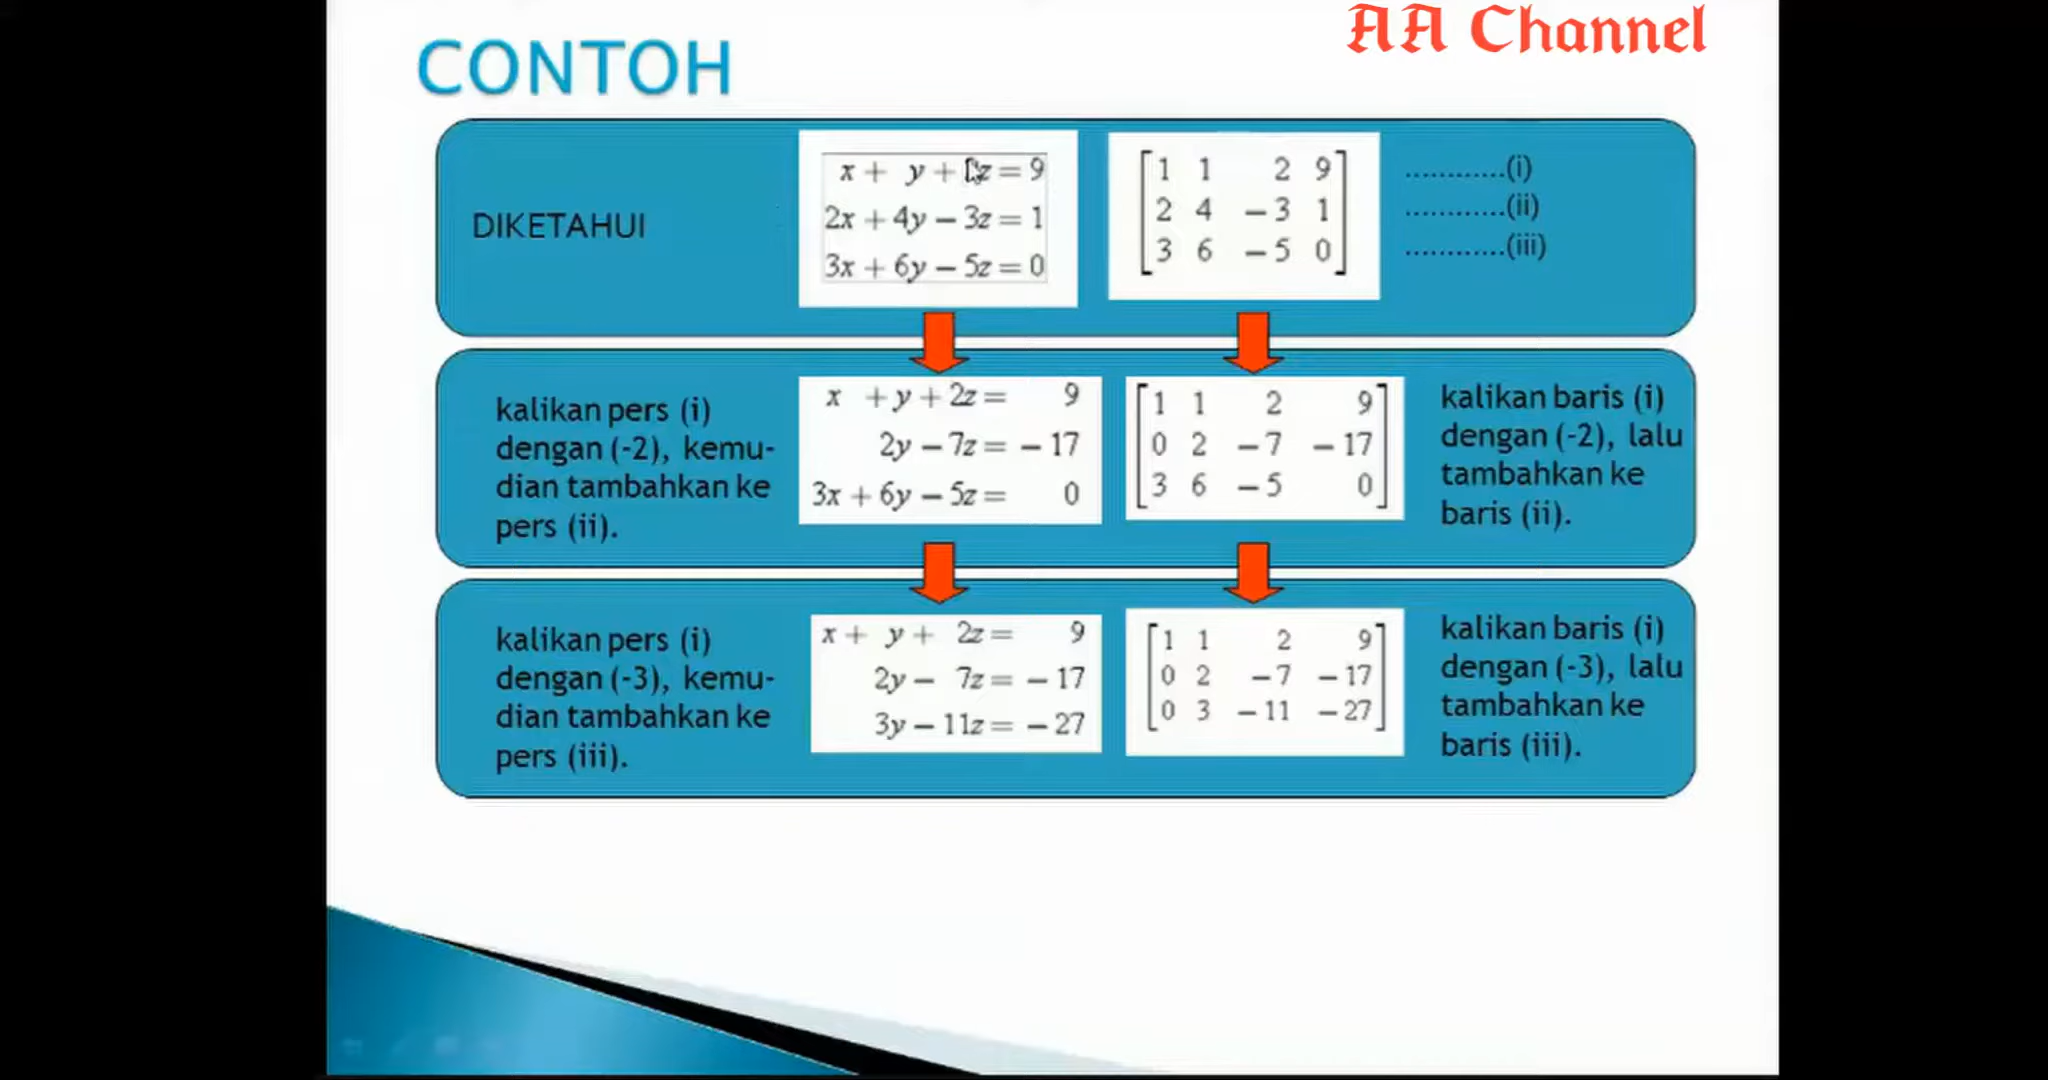 AA Channel
CONTOH
DIKETAHUI
x + y + 2z = 9
2x + 4y − 3z = 1
3x + 6y − 5z = 0
1 1 2 9
2 4 −3 1
3 6 −5 0
............(i)
............(ii)
............(iii)
kalikan pers (i)
dengan (-2), kemu-
dian tambahkan ke
pers (ii).
x + y + 2z = 9
2y − 7z = − 17
3x + 6y − 5z = 0
1 1 2 9
0 2 −7 −17
3 6 −5 0
kalikan baris (i)
dengan (-2), lalu
tambahkan ke
baris (ii).
kalikan pers (i)
dengan (-3), kemu-
dian tambahkan ke
pers (iii).
x + y + 2z = 9
2y − 7z = − 17
3y − 11z = − 27
1 1 2 9
0 2 −7 −17
0 3 −11 −27
kalikan baris (i)
dengan (-3), lalu
tambahkan ke
baris (iii).